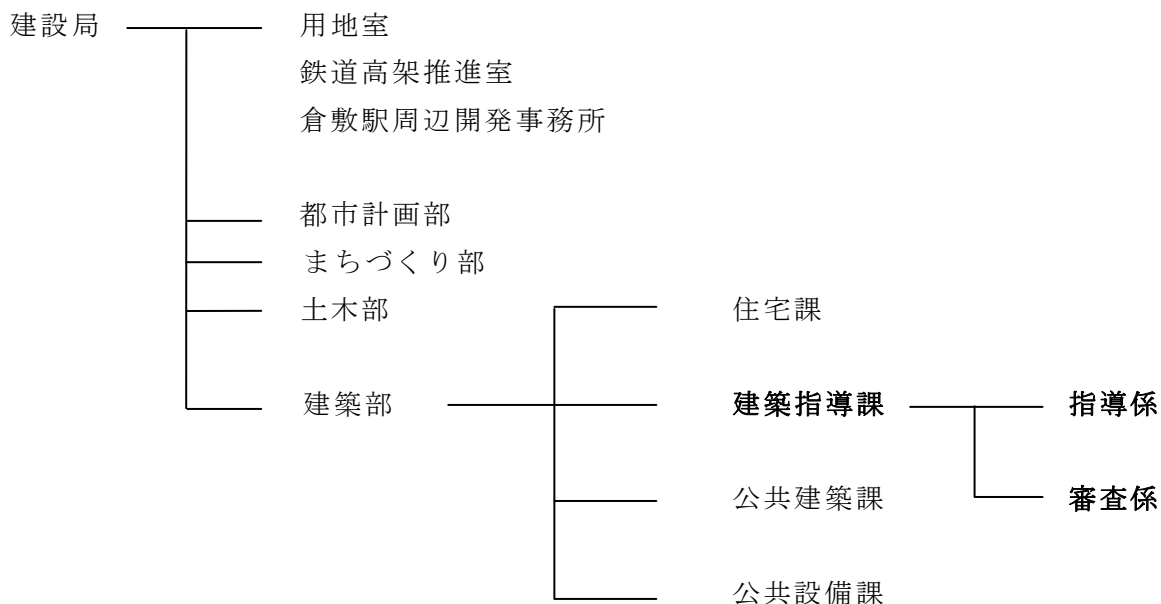 建設局 用地室
鉄道高架推進室
倉敷駅周辺開発事務所
都市計画部
まちづくり部
土木部 住宅課
建築部 建築指導課 指導係
公共建築課 審査係
公共設備課